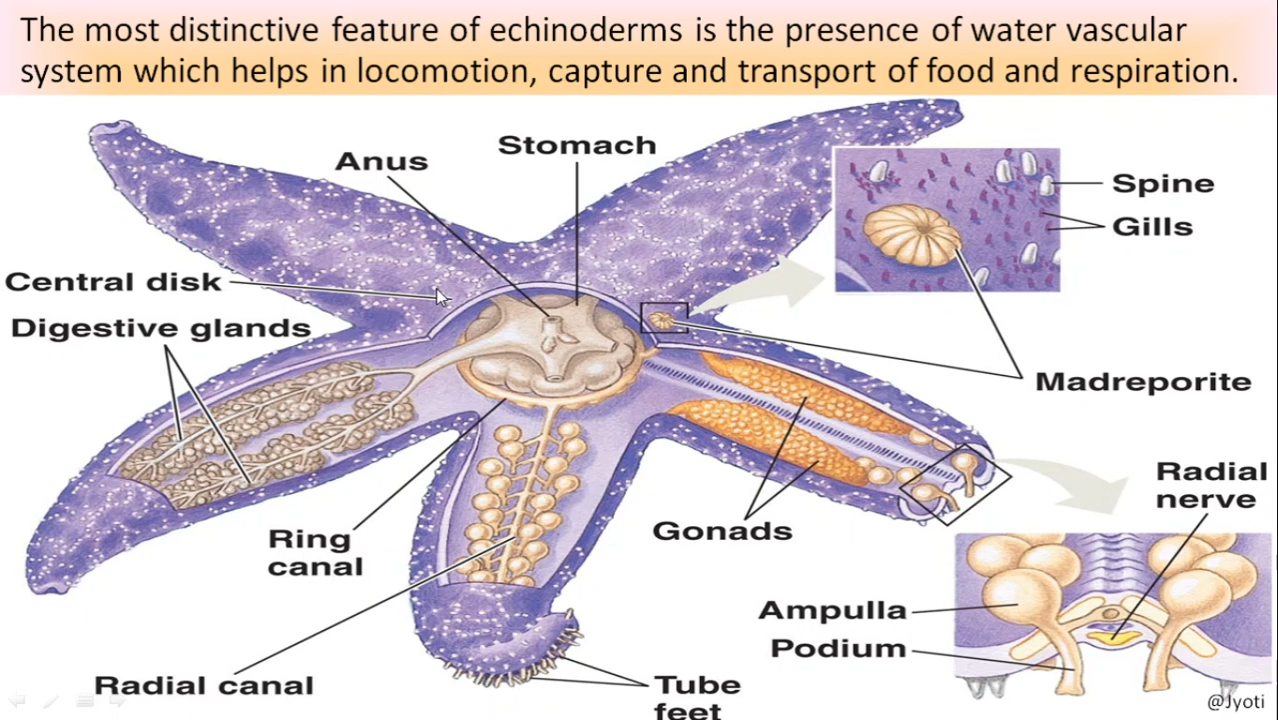 The most distinctive feature of echinoderms is the presence of water vascular
system which helps in locomotion, capture and transport of food and respiration.
Anus
Stomach
Spine
Gills
Central disk
Digestive glands
Madreporite
Radial
nerve
Ring
canal
Gonads
Ampulla
Podium
Radial canal
Tube
feet
@Jyoti